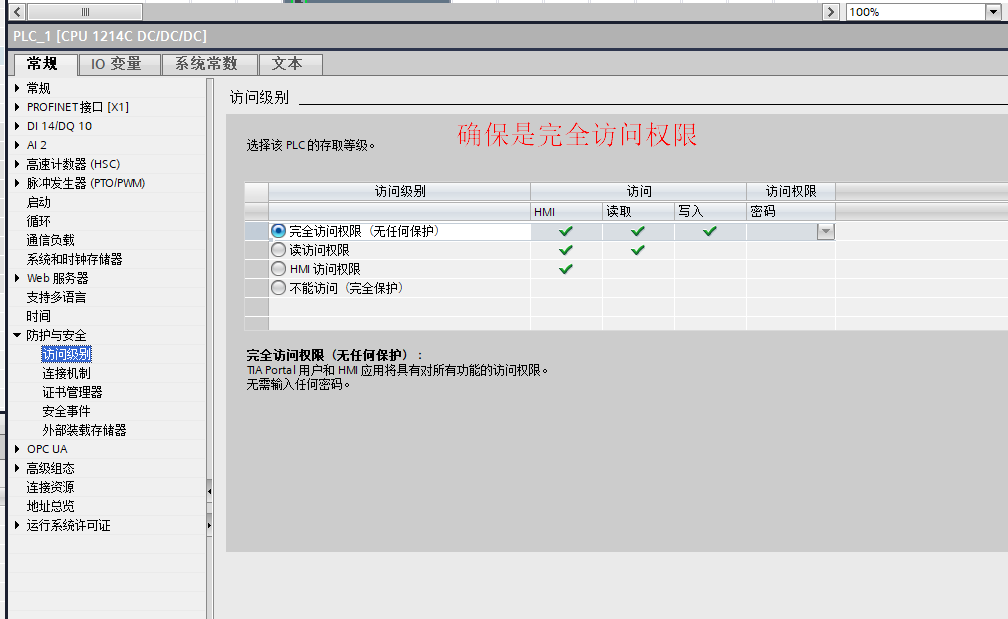 100%
PLC_1 [CPU 1214C DC/DC/DC]
常规 IO 变量 系统常数 文本
常规
PROFINET接口 [X1]
DI 14/DQ 10
AI 2
高速计数器 (HSC)
脉冲发生器 (PTO/PWM)
启动
循环
通信负载
系统和时钟存储器
Web 服务器
支持多语言
时间
防护与安全
访问级别
连接机制
证书管理器
安全事件
外部装载存储器
OPC UA
高级组态
连接资源
地址总览
运行系统许可证
访问级别
确保是完全访问权限
选择该 PLC的存取等级。
访问级别 访问 访问权限
HMI 读取 写入 密码
完全访问权限（无任何保护）
读访问权限
HMI 访问权限
不能访问（完全保护）
完全访问权限（无任何保护）：
TIA Portal 用户和 HMI 应用将具有对所有功能的访问权限。
无需输入任何密码。